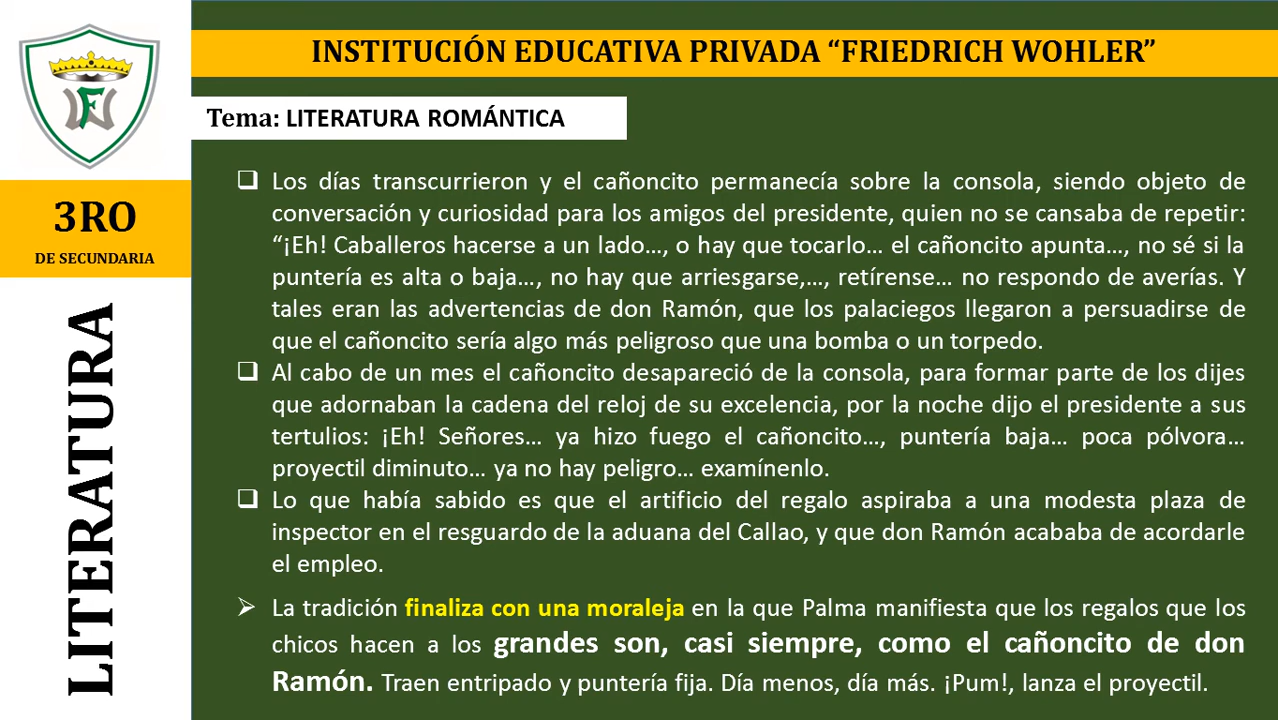 INSTITUCIÓN EDUCATIVA PRIVADA “FRIEDRICH WOHLER”
F
Tema: LITERATURA ROMÁNTICA
3RO
DE SECUNDARIA
LITERATURA
Los días transcurrieron y el cañoncito permanecía sobre la consola, siendo objeto de
conversación y curiosidad para los amigos del presidente, quien no se cansaba de repetir:
“¡Eh! Caballeros hacerse a un lado…, o hay que tocarlo… el cañoncito apunta…, no sé si la
puntería es alta o baja…, no hay que arriesgarse,…, retírense… no respondo de averías. Y
tales eran las advertencias de don Ramón, que los palaciegos llegaron a persuadirse de
que el cañoncito sería algo más peligroso que una bomba o un torpedo.
Al cabo de un mes el cañoncito desapareció de la consola, para formar parte de los dijes
que adornaban la cadena del reloj de su excelencia, por la noche dijo el presidente a sus
tertulios: ¡Eh! Señores… ya hizo fuego el cañoncito…, puntería baja… poca pólvora…
proyectil diminuto… ya no hay peligro… examínenlo.
Lo que había sabido es que el artificio del regalo aspiraba a una modesta plaza de
inspector en el resguardo de la aduana del Callao, y que don Ramón acababa de acordarle
el empleo.
La tradición finaliza con una moraleja en la que Palma manifiesta que los regalos que los
chicos hacen a los grandes son, casi siempre, como el cañoncito de don
Ramón. Traen entripado y puntería fija. Día menos, día más. ¡Pum!, lanza el proyectil.